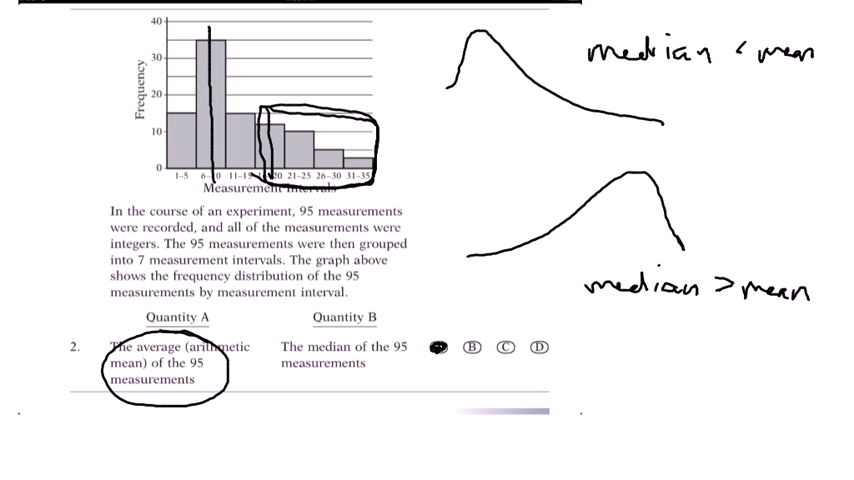 40
median < mean
30
Frequency
20
10
0
1–5 6–10 11–15 20 21–25 26–30 31–35
Measurement Intervals
In the course of an experiment, 95 measurements
were recorded, and all of the measurements were
integers. The 95 measurements were then grouped
into 7 measurement intervals. The graph above
shows the frequency distribution of the 95
measurements by measurement interval.
median > mean
Quantity A Quantity B
2. The average (arithmetic The median of the 95 B C D
mean) of the 95 measurements
measurements